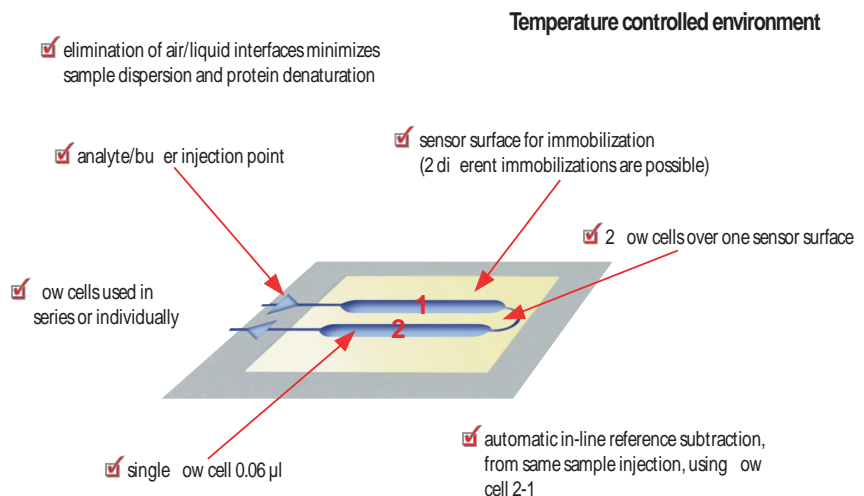 Temperature controlled environment
elimination of air/liquid interfaces minimizes
sample dispersion and protein denaturation
analyte/bu er injection point
sensor surface for immobilization
(2 di erent immobilizations are possible)
2 ow cells over one sensor surface
ow cells used in
series or individually
1
2
single ow cell 0.06 µl
automatic in-line reference subtraction,
from same sample injection, using ow
cell 2-1